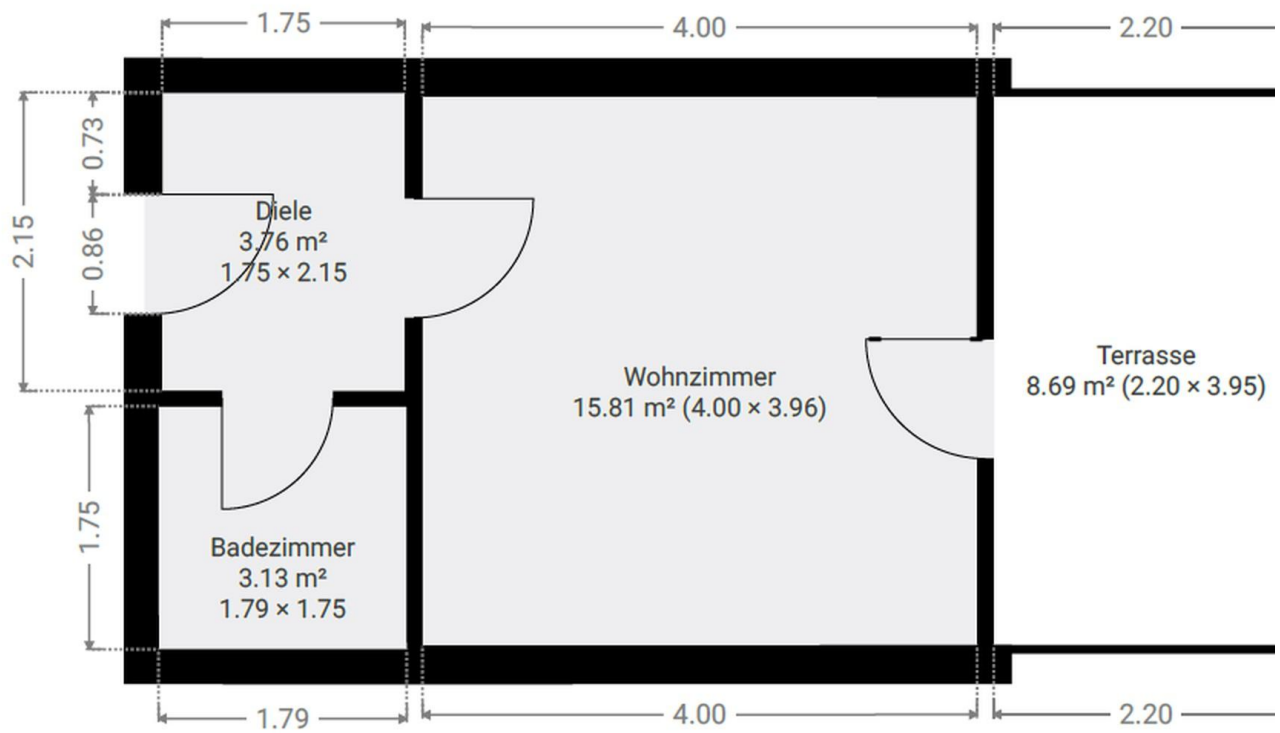 1.75
4.00
2.20
0.73
2.15
0.86
Diele
3.76 m²
1.75 × 2.15
Wohnzimmer
15.81 m² (4.00 × 3.96)
Terrasse
8.69 m² (2.20 × 3.95)
1.75
Badezimmer
3.13 m²
1.79 × 1.75
1.79
4.00
2.20